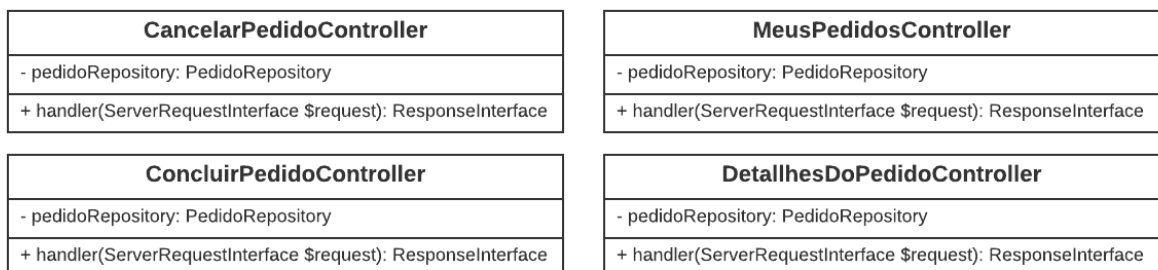 CancelarPedidoController
- pedidoRepository: PedidoRepository
+ handler(ServerRequestInterface $request): ResponseInterface
MeusPedidosController
- pedidoRepository: PedidoRepository
+ handler(ServerRequestInterface $request): ResponseInterface
ConcluirPedidoController
- pedidoRepository: PedidoRepository
+ handler(ServerRequestInterface $request): ResponseInterface
DetallhesDoPedidoController
- pedidoRepository: PedidoRepository
+ handler(ServerRequestInterface $request): ResponseInterface